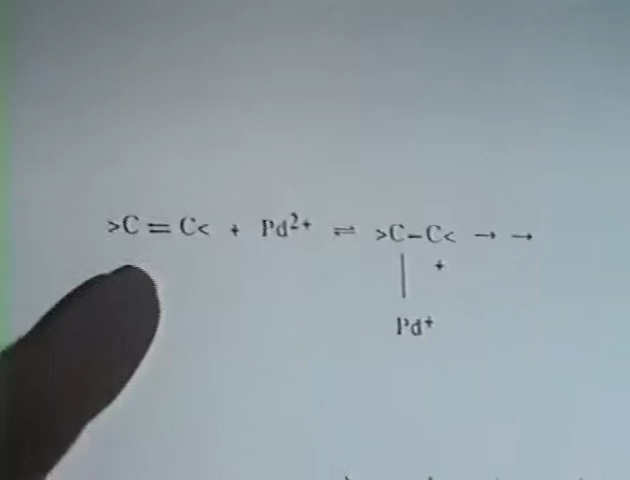 >C = C< + Pd2+ ⇌ >C–C< → →
| +
Pd+